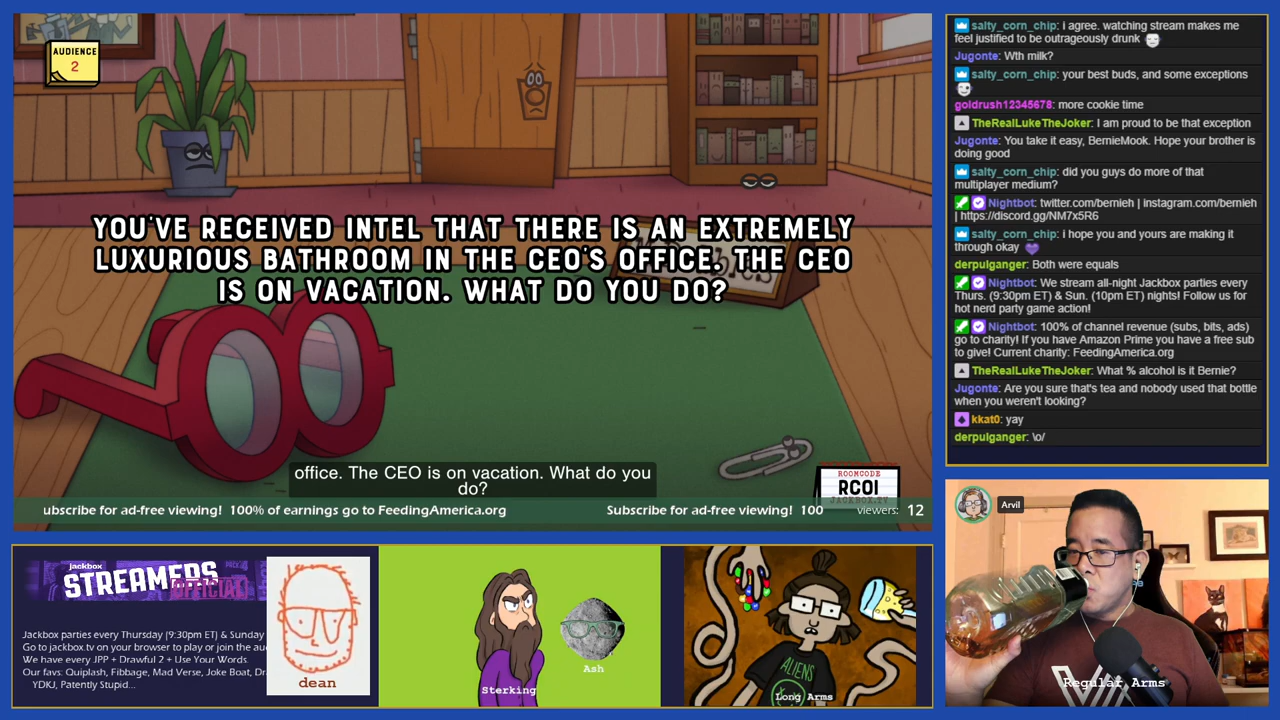 AUDIENCE
2
YOU'VE RECEIVED INTEL THAT THERE IS AN EXTREMELY
LUXURIOUS BATHROOM IN THE CEO'S OFFICE. THE CEO
IS ON VACATION. WHAT DO YOU DO?
office. The CEO is on vacation. What do you
do?
ROOMCODE
RCOI
JACKBOX.TV
ubscribe for ad-free viewing! 100% of earnings go to FeedingAmerica.org
Subscribe for ad-free viewing! 100
viewers: 12
salty_corn_chip: i agree. watching stream makes me
feel justified to be outrageously drunk
Jugonte: Wth milk?
salty_corn_chip: your best buds, and some exceptions
goldrush12345678: more cookie time
TheRealLukeTheJoker: I am proud to be that exception
Jugonte: You take it easy, BernieMook. Hope your brother is
doing good
salty_corn_chip: did you guys do more of that
multiplayer medium?
Nightbot: twitter.com/bernieh | instagram.com/bernieh
| https://discord.gg/NM7x5R6
salty_corn_chip: i hope you and yours are making it
through okay
derpulganger: Both were equals
Nightbot: We stream all-night Jackbox parties every
Thurs. (9:30pm ET) & Sun. (10pm ET) nights! Follow us for
hot nerd party game action!
Nightbot: 100% of channel revenue (subs, bits, ads)
go to charity! If you have Amazon Prime you have a free sub
to give! Current charity: FeedingAmerica.org
TheRealLukeTheJoker: What % alcohol is it Bernie?
Jugonte: Are you sure that's tea and nobody used that bottle
when you weren't looking?
kkat0: yay
derpulganger: \o/
jackbox
STREAMERS
OFFICIAL
Jackbox parties every Thursday (9:30pm ET) & Sunday
Go to jackbox.tv on your browser to play or join the au
We have every JPP + Drawful 2 + Use Your Words
Our favs: Quiplash, Fibbage, Mad Verse, Joke Boat, Dr
YDKJ, Patently Stupid...
dean
Sterking
Ash
ALIENS
Long Arms
Arvil
Regular Arms